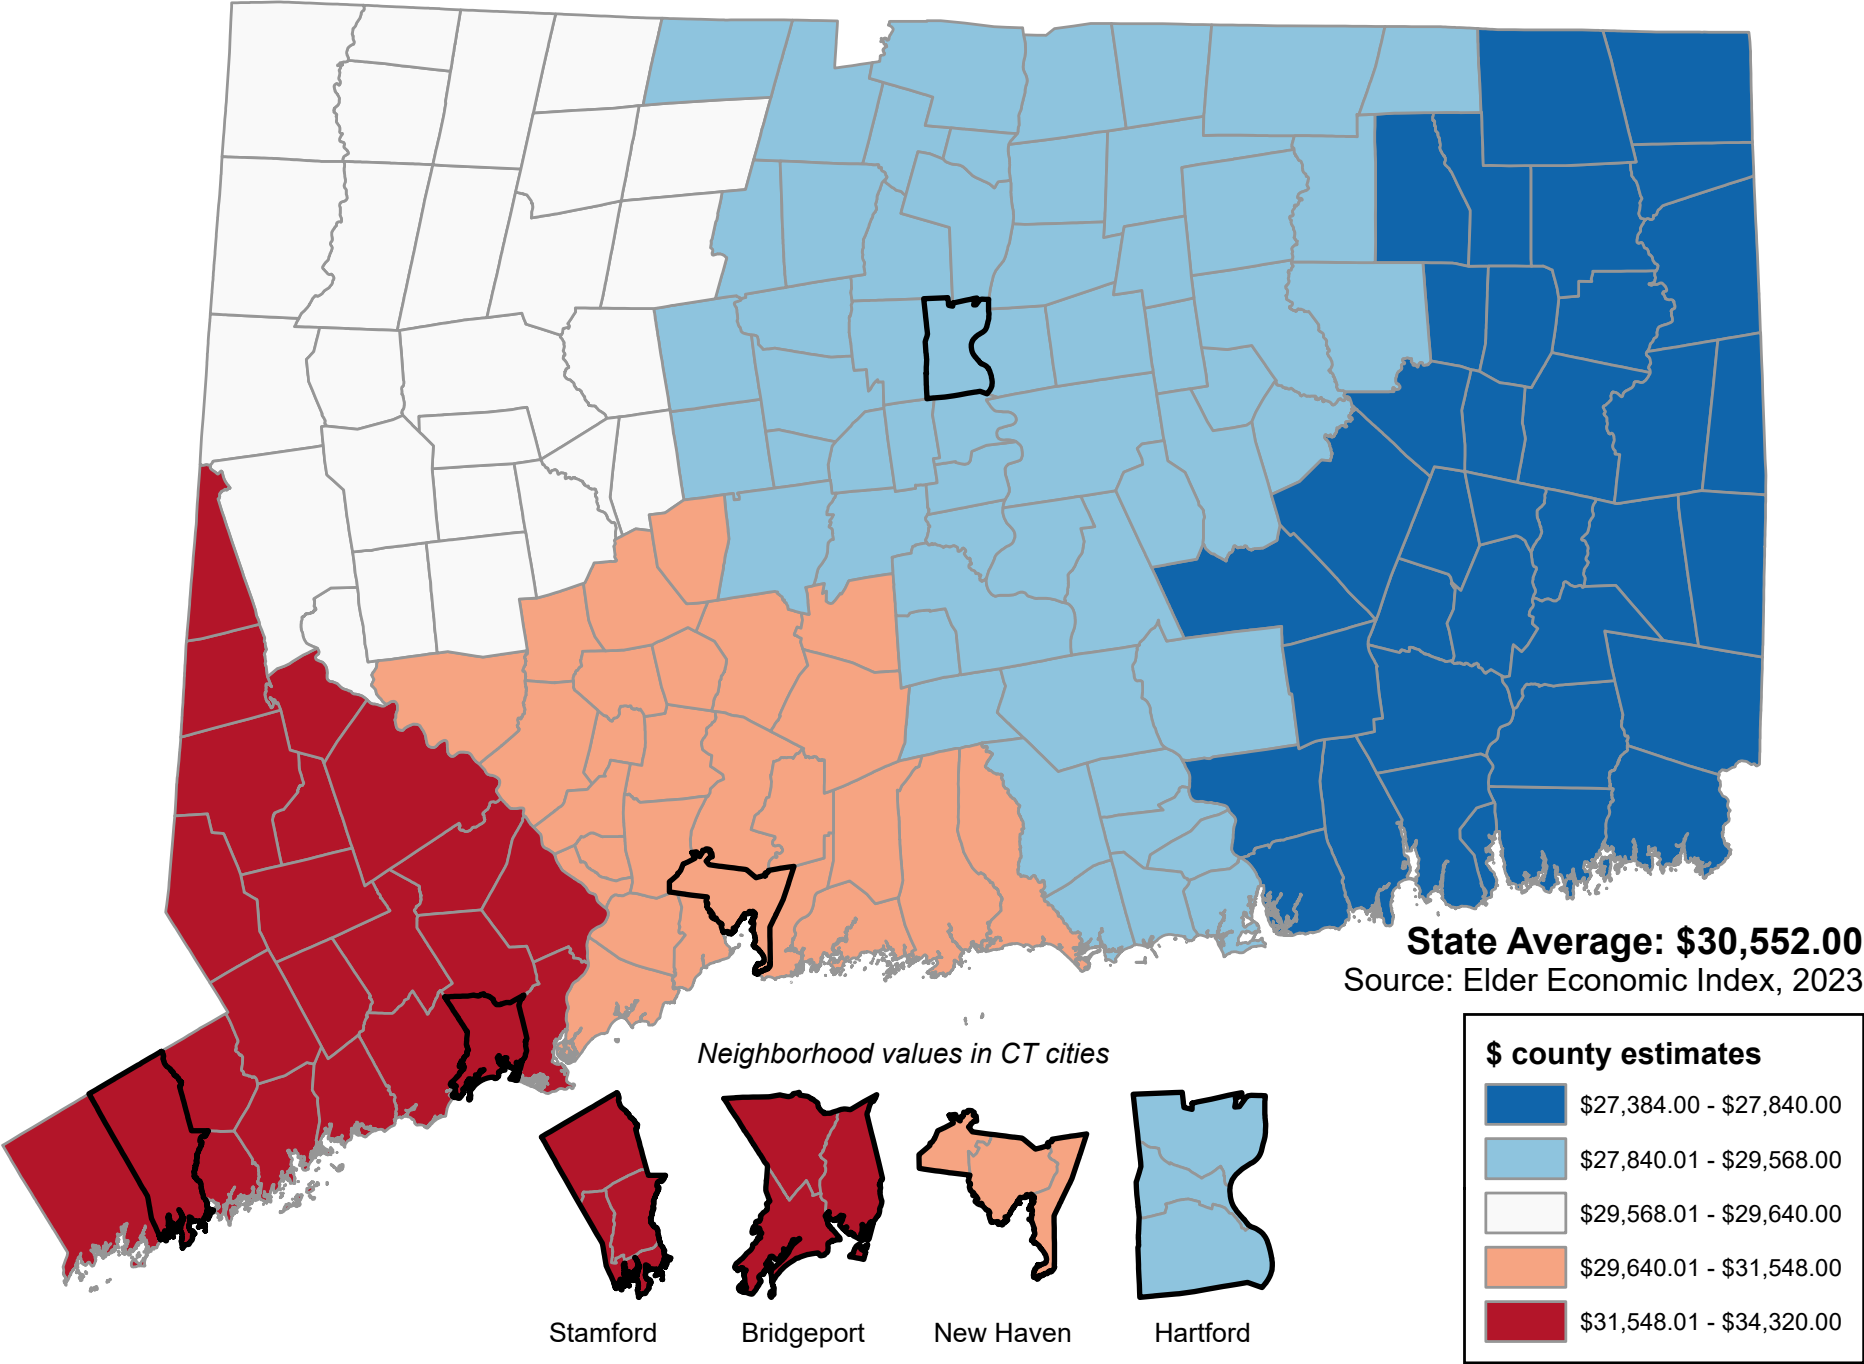 State Average: $30,552.00
Source: Elder Economic Index, 2023
Neighborhood values in CT cities
Stamford
Bridgeport
New Haven
Hartford
$ county estimates
$27,384.00 - $27,840.00
$27,840.01 - $29,568.00
$29,568.01 - $29,640.00
$29,640.01 - $31,548.00
$31,548.01 - $34,320.00